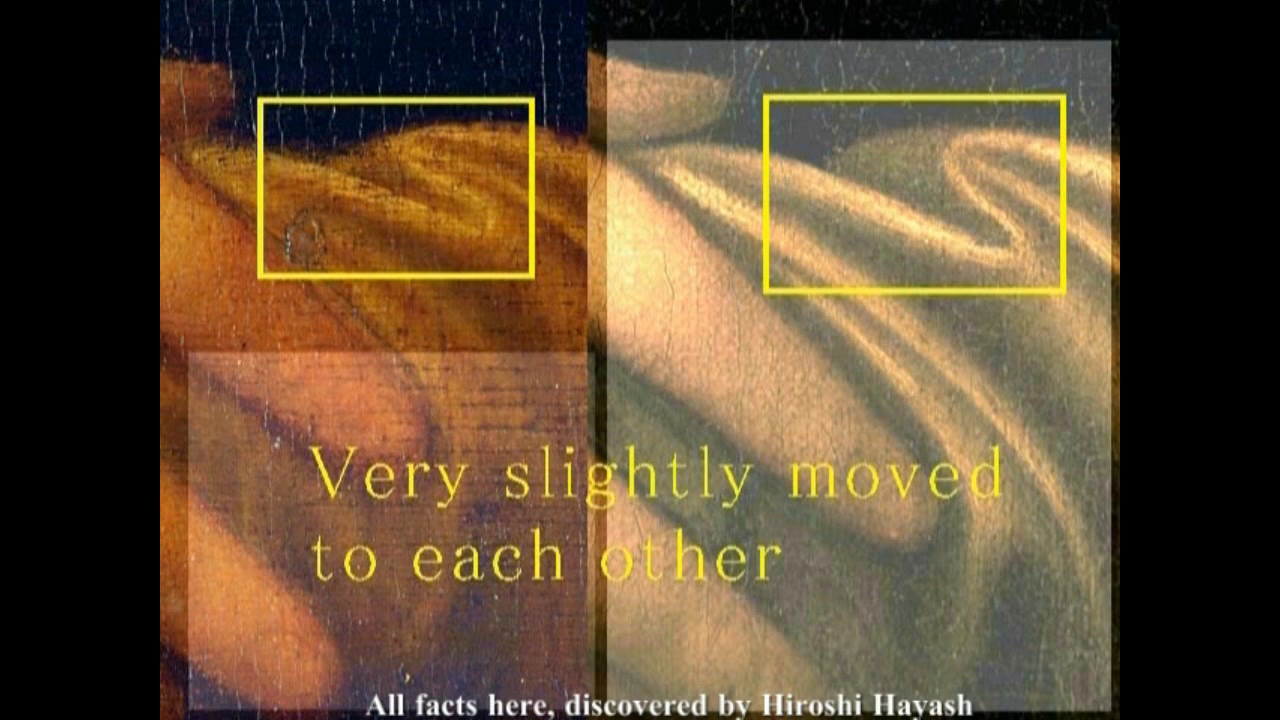 Very slightly moved
to each other
All facts here, discovered by Hiroshi Hayash